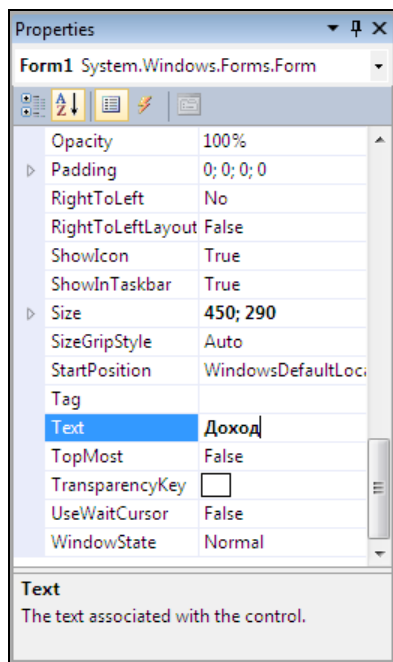 Properties
Form1 System.Windows.Forms.Form
Opacity 100%
Padding 0; 0; 0; 0
RightToLeft No
RightToLeftLayout False
ShowIcon True
ShowInTaskbar True
Size 450; 290
SizeGripStyle Auto
StartPosition WindowsDefaultLoca
Tag
Text Доход
TopMost False
TransparencyKey
UseWaitCursor False
WindowState Normal
Text
The text associated with the control.